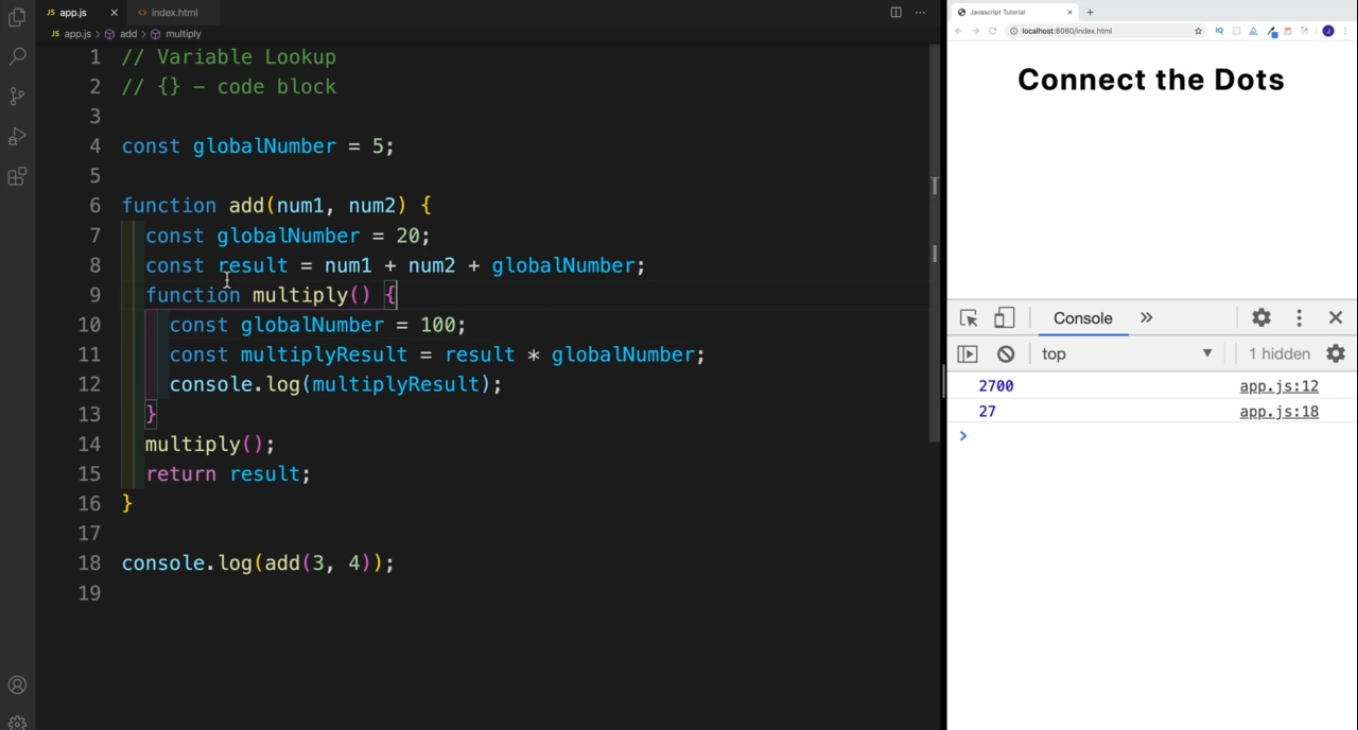 app.js
index.html
app.js > add > multiply
1 // Variable Lookup
2 // {} – code block
3
4 const globalNumber = 5;
5
6 function add(num1, num2) {
7 const globalNumber = 20;
8 const result = num1 + num2 + globalNumber;
9 function multiply() {
10 const globalNumber = 100;
11 const multiplyResult = result * globalNumber;
12 console.log(multiplyResult);
13 }
14 multiply();
15 return result;
16 }
17
18 console.log(add(3, 4));
19
Javascript Tutorial
localhost:8080/index.html
Connect the Dots
Console
top
1 hidden
2700 app.js:12
27 app.js:18